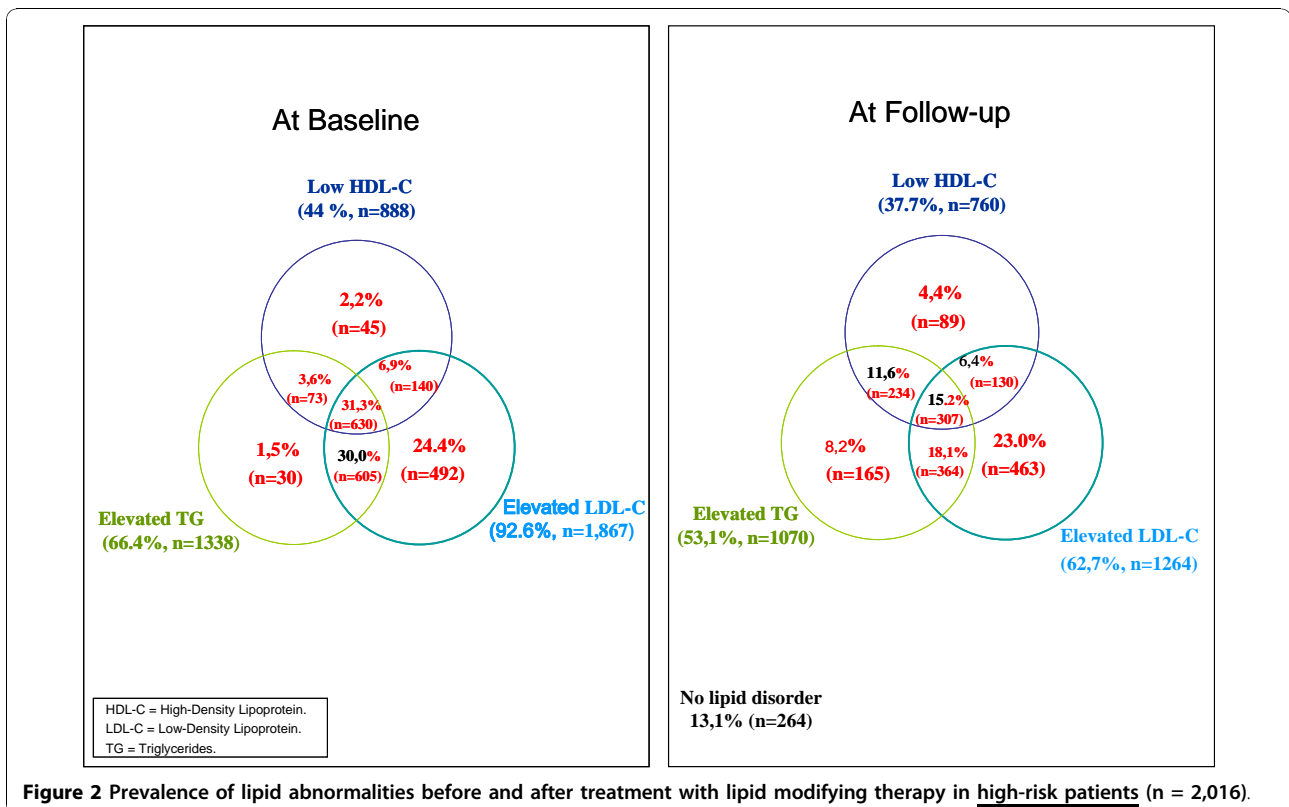 At Baseline
Low HDL-C
(44 %, n=888)
2,2%
(n=45)
3,6%
(n=73)
6,9%
(n=140)
31,3%
(n=630)
1,5%
(n=30)
30,0%
(n=605)
24.4%
(n=492)
Elevated TG
(66.4%, n=1338)
Elevated LDL-C
(92.6%, n=1,867)
HDL-C = High-Density Lipoprotein.
LDL-C = Low-Density Lipoprotein.
TG = Triglycerides.
At Follow-up
Low HDL-C
(37.7%, n=760)
4,4%
(n=89)
11,6%
(n=234)
6,4%
(n=130)
15.2%
(n=307)
8,2%
(n=165)
18,1%
(n=364)
23.0%
(n=463)
Elevated TG
(53,1%, n=1070)
Elevated LDL-C
(62,7%, n=1264)
No lipid disorder
13,1% (n=264)
Figure 2 Prevalence of lipid abnormalities before and after treatment with lipid modifying therapy in high-risk patients (n = 2,016).